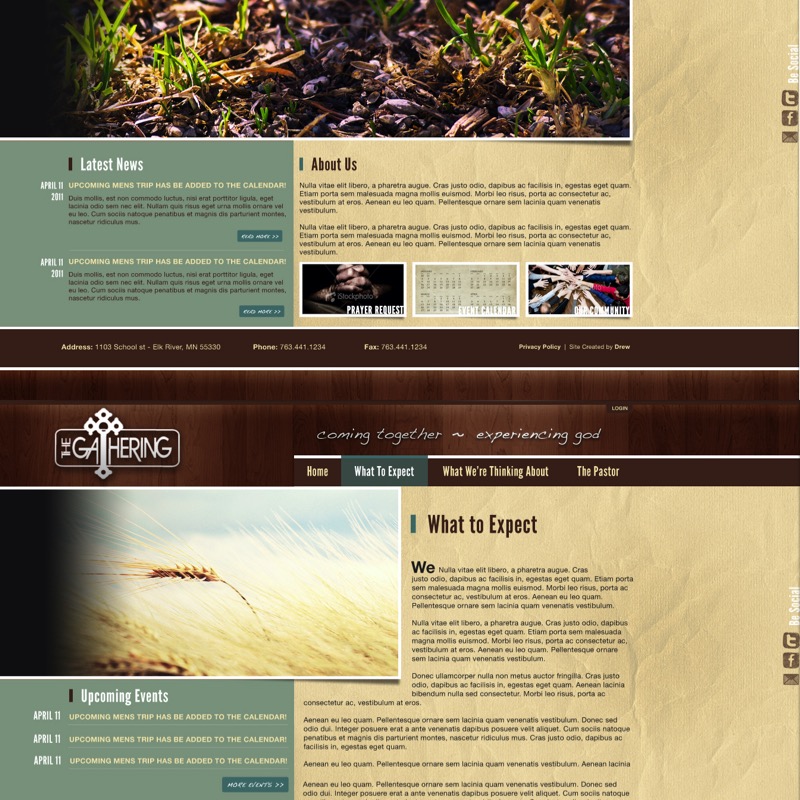 Be Social
Latest News
APRIL 11
2011
UPCOMING MENS TRIP HAS BE ADDED TO THE CALENDAR!
Duis mollis, est non commodo luctus, nisi erat porttitor ligula, eget
lacinia odio sem nec elit. Nullam quis risus eget urna mollis ornare vel
eu leo. Cum sociis natoque penatibus et magnis dis parturient montes,
nascetur ridiculus mus.
READ MORE >>
APRIL 11
2011
UPCOMING MENS TRIP HAS BE ADDED TO THE CALENDAR!
Duis mollis, est non commodo luctus, nisi erat porttitor ligula, eget
lacinia odio sem nec elit. Nullam quis risus eget urna mollis ornare vel
eu leo. Cum sociis natoque penatibus et magnis dis parturient montes,
nascetur ridiculus mus.
READ MORE >>
About Us
Nulla vitae elit libero, a pharetra augue. Cras justo odio, dapibus ac facilisis in, egestas eget quam.
Etiam porta sem malesuada magna mollis euismod. Morbi leo risus, porta ac consectetur ac,
vestibulum at eros. Aenean eu leo quam. Pellentesque ornare sem lacinia quam venenatis
vestibulum.
Nulla vitae elit libero, a pharetra augue. Cras justo odio, dapibus ac facilisis in, egestas eget quam.
Etiam porta sem malesuada magna mollis euismod. Morbi leo risus, porta ac consectetur ac,
vestibulum at eros. Aenean eu leo quam. Pellentesque ornare sem lacinia quam venenatis
vestibulum.
iStockphoto
PRAYER REQUEST
EVENT CALENDAR
OUR COMMUNITY
Address: 1103 School st - Elk River, MN 55330
Phone: 763.441.1234
Fax: 763.441.1234
Privacy Policy | Site Created by Drew
LOGIN
THE GATHERING
coming together ~ experiencing god
Home
What To Expect
What We're Thinking About
The Pastor
What to Expect
We Nulla vitae elit libero, a pharetra augue. Cras
justo odio, dapibus ac facilisis in, egestas eget quam. Etiam porta
sem malesuada magna mollis euismod. Morbi leo risus, porta ac
consectetur ac, vestibulum at eros. Aenean eu leo quam.
Pellentesque ornare sem lacinia quam venenatis vestibulum.
Nulla vitae elit libero, a pharetra augue. Cras justo odio, dapibus
ac facilisis in, egestas eget quam. Etiam porta sem malesuada
magna mollis euismod. Morbi leo risus, porta ac consectetur ac,
vestibulum at eros. Aenean eu leo quam. Pellentesque ornare
sem lacinia quam venenatis vestibulum.
Donec ullamcorper nulla non metus auctor fringilla. Cras justo
odio, dapibus ac facilisis in, egestas eget quam. Aenean lacinia
bibendum nulla sed consectetur. Morbi leo risus, porta ac
consectetur ac, vestibulum at eros.
Aenean eu leo quam. Pellentesque ornare sem lacinia quam venenatis vestibulum. Donec sed
odio dui. Integer posuere erat a ante venenatis dapibus posuere velit aliquet. Cum sociis natoque
penatibus et magnis dis parturient montes, nascetur ridiculus mus. Cras justo odio, dapibus ac
facilisis in, egestas eget quam.
Aenean eu leo quam. Pellentesque ornare sem lacinia quam venenatis vestibulum. Aenean lacinia
Aenean eu leo quam. Pellentesque ornare sem lacinia quam venenatis vestibulum. Donec sed
odio dui. Integer posuere erat a ante venenatis dapibus posuere velit aliquet. Cum sociis natoque
Be Social
Upcoming Events
APRIL 11 UPCOMING MENS TRIP HAS BE ADDED TO THE CALENDAR!
APRIL 11 UPCOMING MENS TRIP HAS BE ADDED TO THE CALENDAR!
APRIL 11 UPCOMING MENS TRIP HAS BE ADDED TO THE CALENDAR!
MORE EVENTS >>